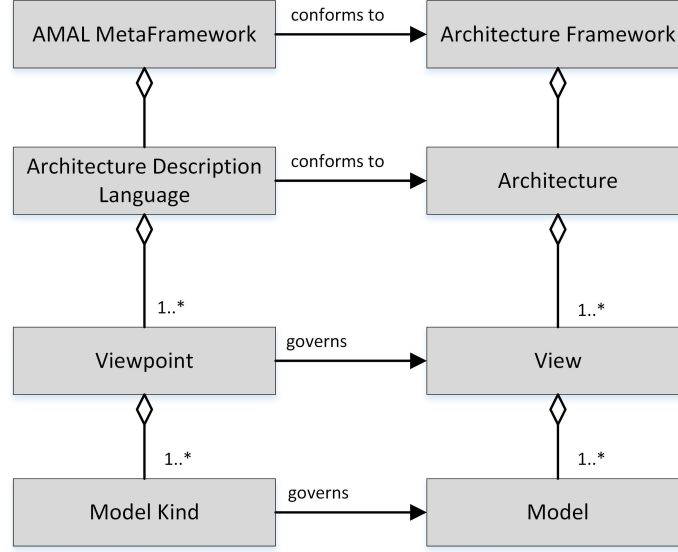 AMAL MetaFramework
conforms to
Architecture Framework
Architecture Description
Language
conforms to
Architecture
1..*
1..*
Viewpoint
governs
View
1..*
1..*
Model Kind
governs
Model